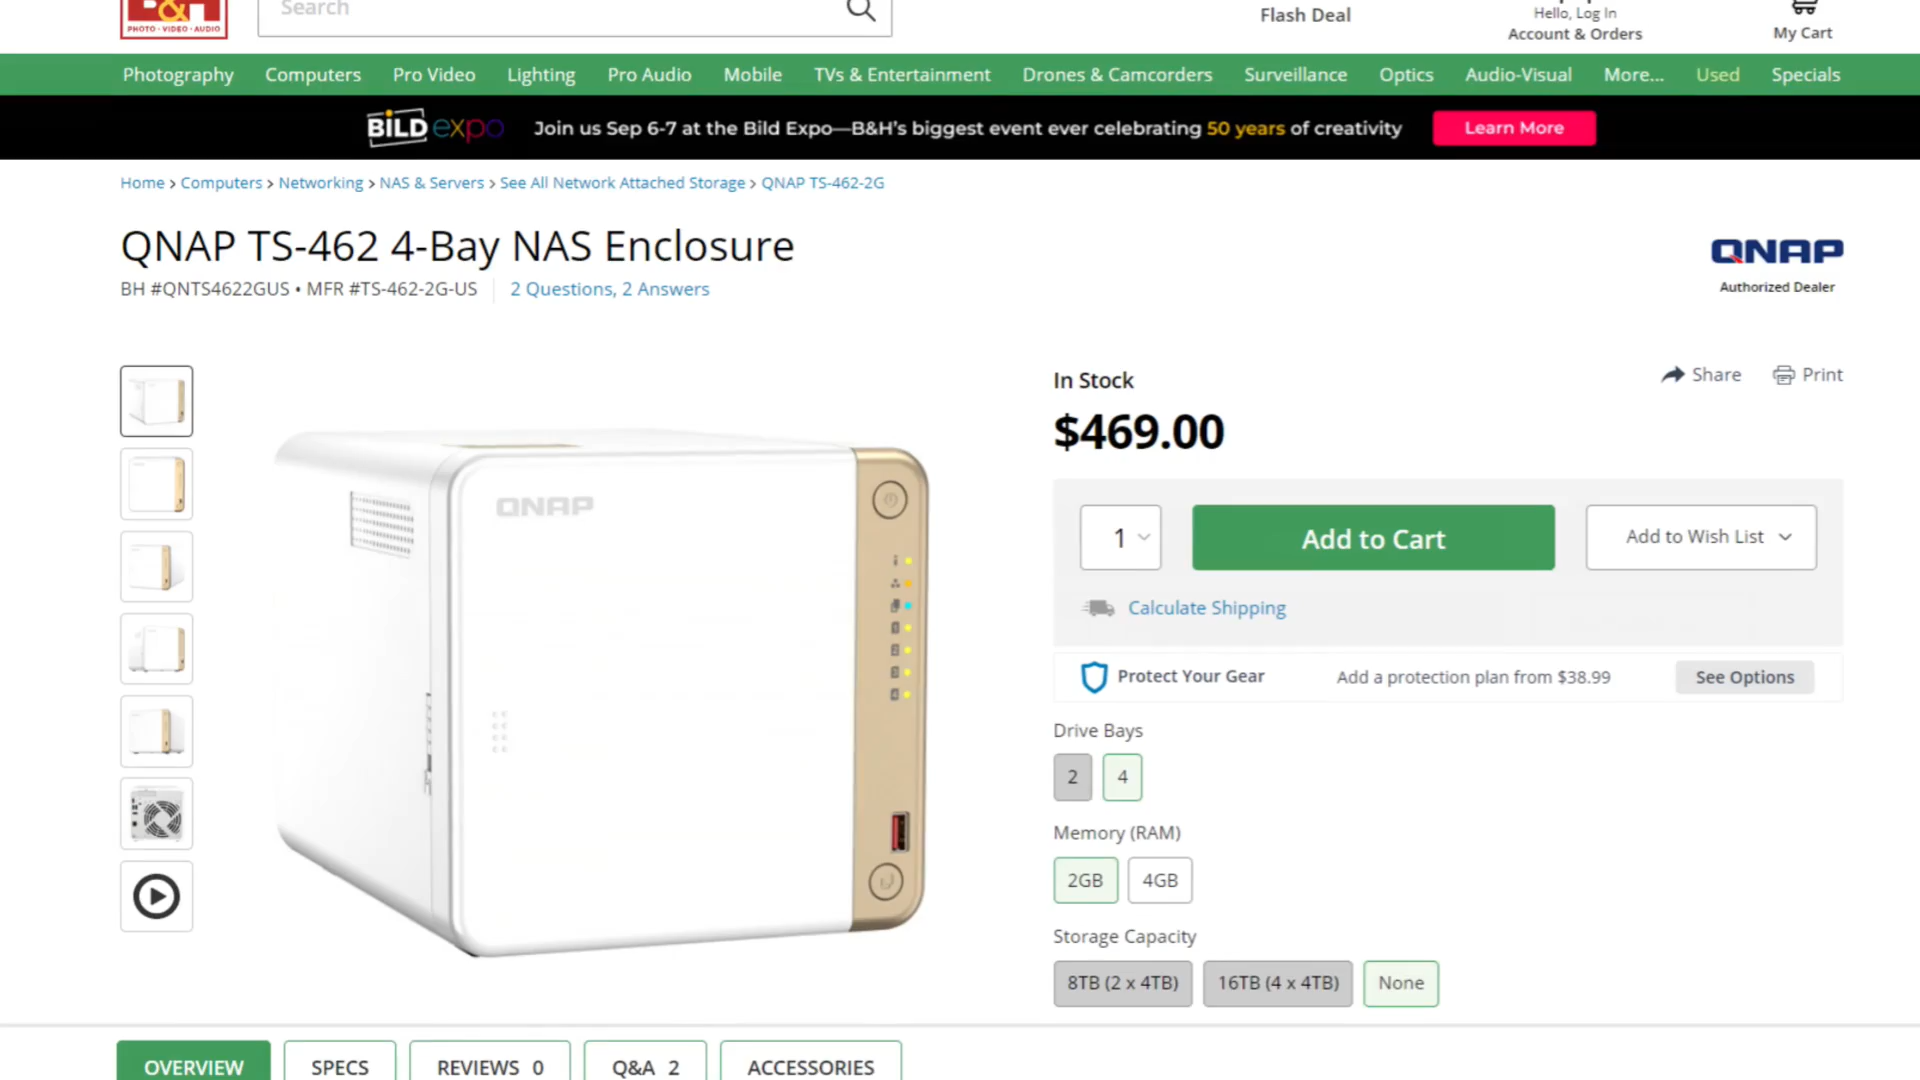 B&H
PHOTO • VIDEO • AUDIO
Search
Flash Deal
Hello, Log In
Account & Orders
My Cart
Photography Computers Pro Video Lighting Pro Audio Mobile TVs & Entertainment Drones & Camcorders Surveillance Optics Audio-Visual More... Used Specials
BILD expo Join us Sep 6-7 at the Bild Expo—B&H's biggest event ever celebrating 50 years of creativity Learn More
Home > Computers > Networking > NAS & Servers > See All Network Attached Storage > QNAP TS-462-2G
QNAP TS-462 4-Bay NAS Enclosure
BH #QNTS4622GUS • MFR #TS-462-2G-US 2 Questions, 2 Answers
QNAP
Authorized Dealer
QNAP
1
2
3
4
In Stock
Share Print
$469.00
1 Add to Cart Add to Wish List
Calculate Shipping
Protect Your Gear Add a protection plan from $38.99 See Options
Drive Bays
2 4
Memory (RAM)
2GB 4GB
Storage Capacity
8TB (2 x 4TB) 16TB (4 x 4TB) None
OVERVIEW SPECS REVIEWS 0 Q&A 2 ACCESSORIES